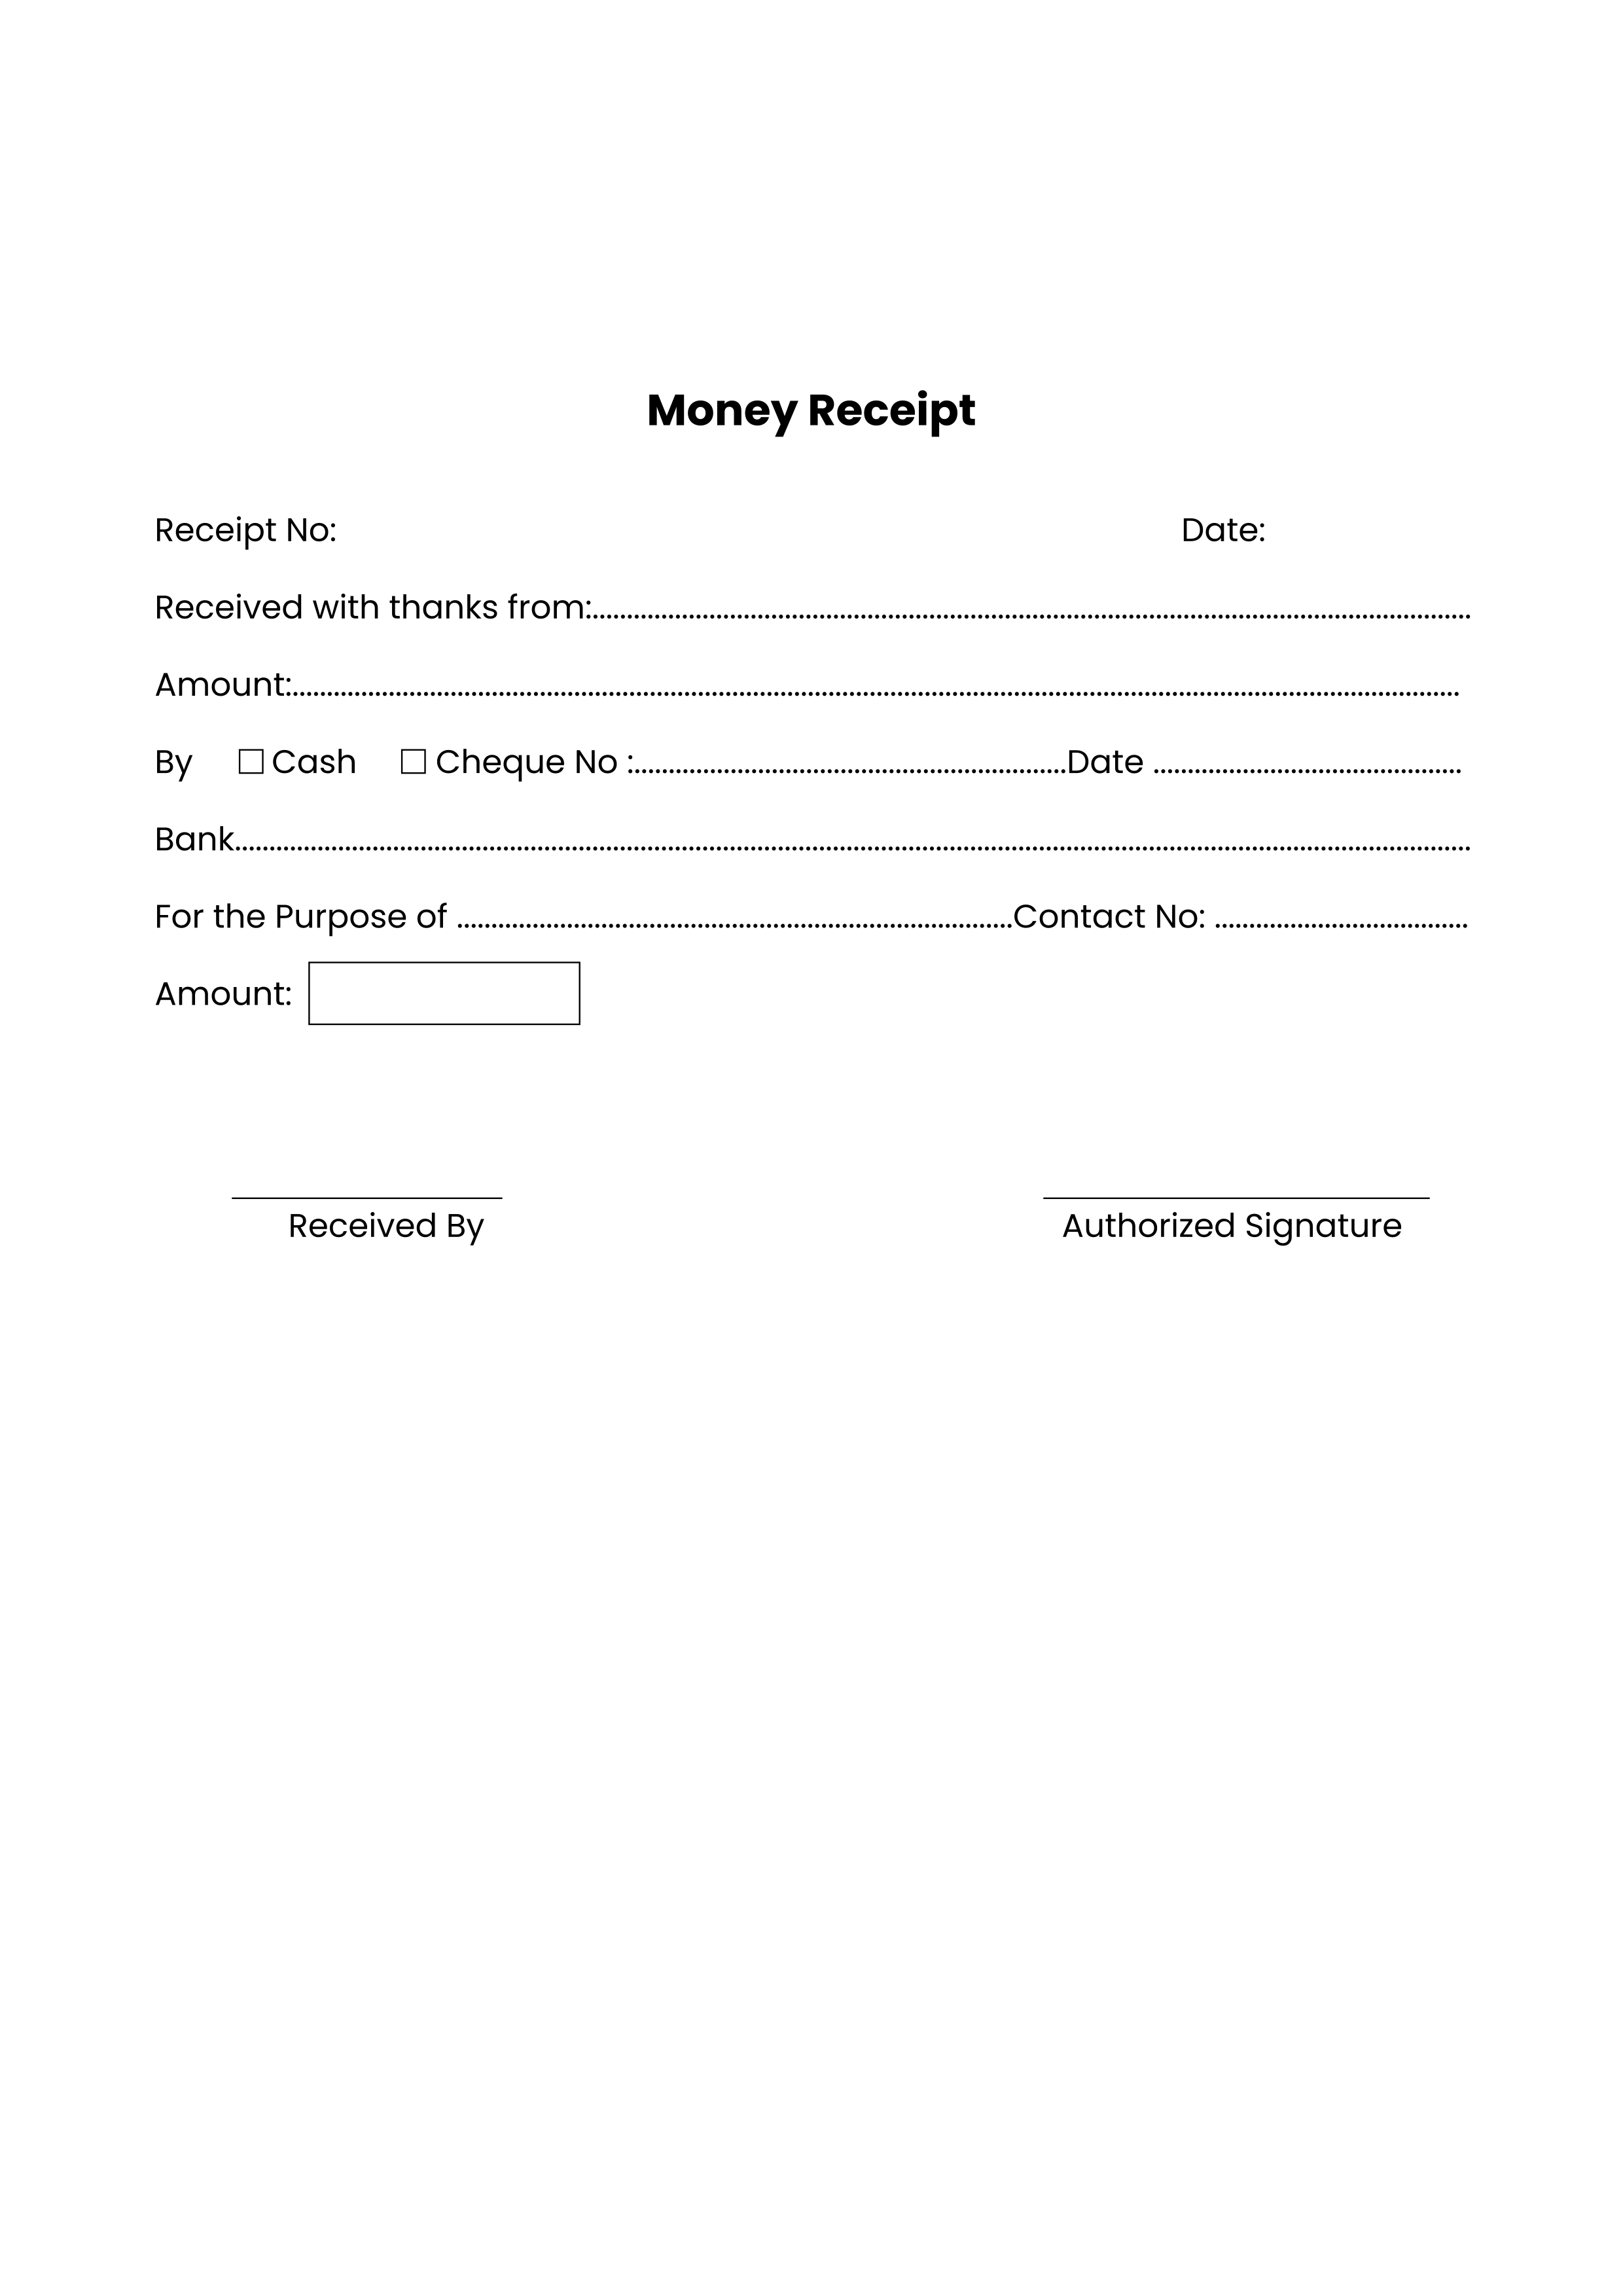 Money Receipt
Receipt No: Date:
Received with thanks from:................................................................................................................................
Amount:..........................................................................................................................................................................
By ☐ Cash ☐ Cheque No :...............................................................Date .............................................
Bank....................................................................................................................................................................................
For the Purpose of .................................................................................Contact No: .....................................
Amount:
Received By Authorized Signature